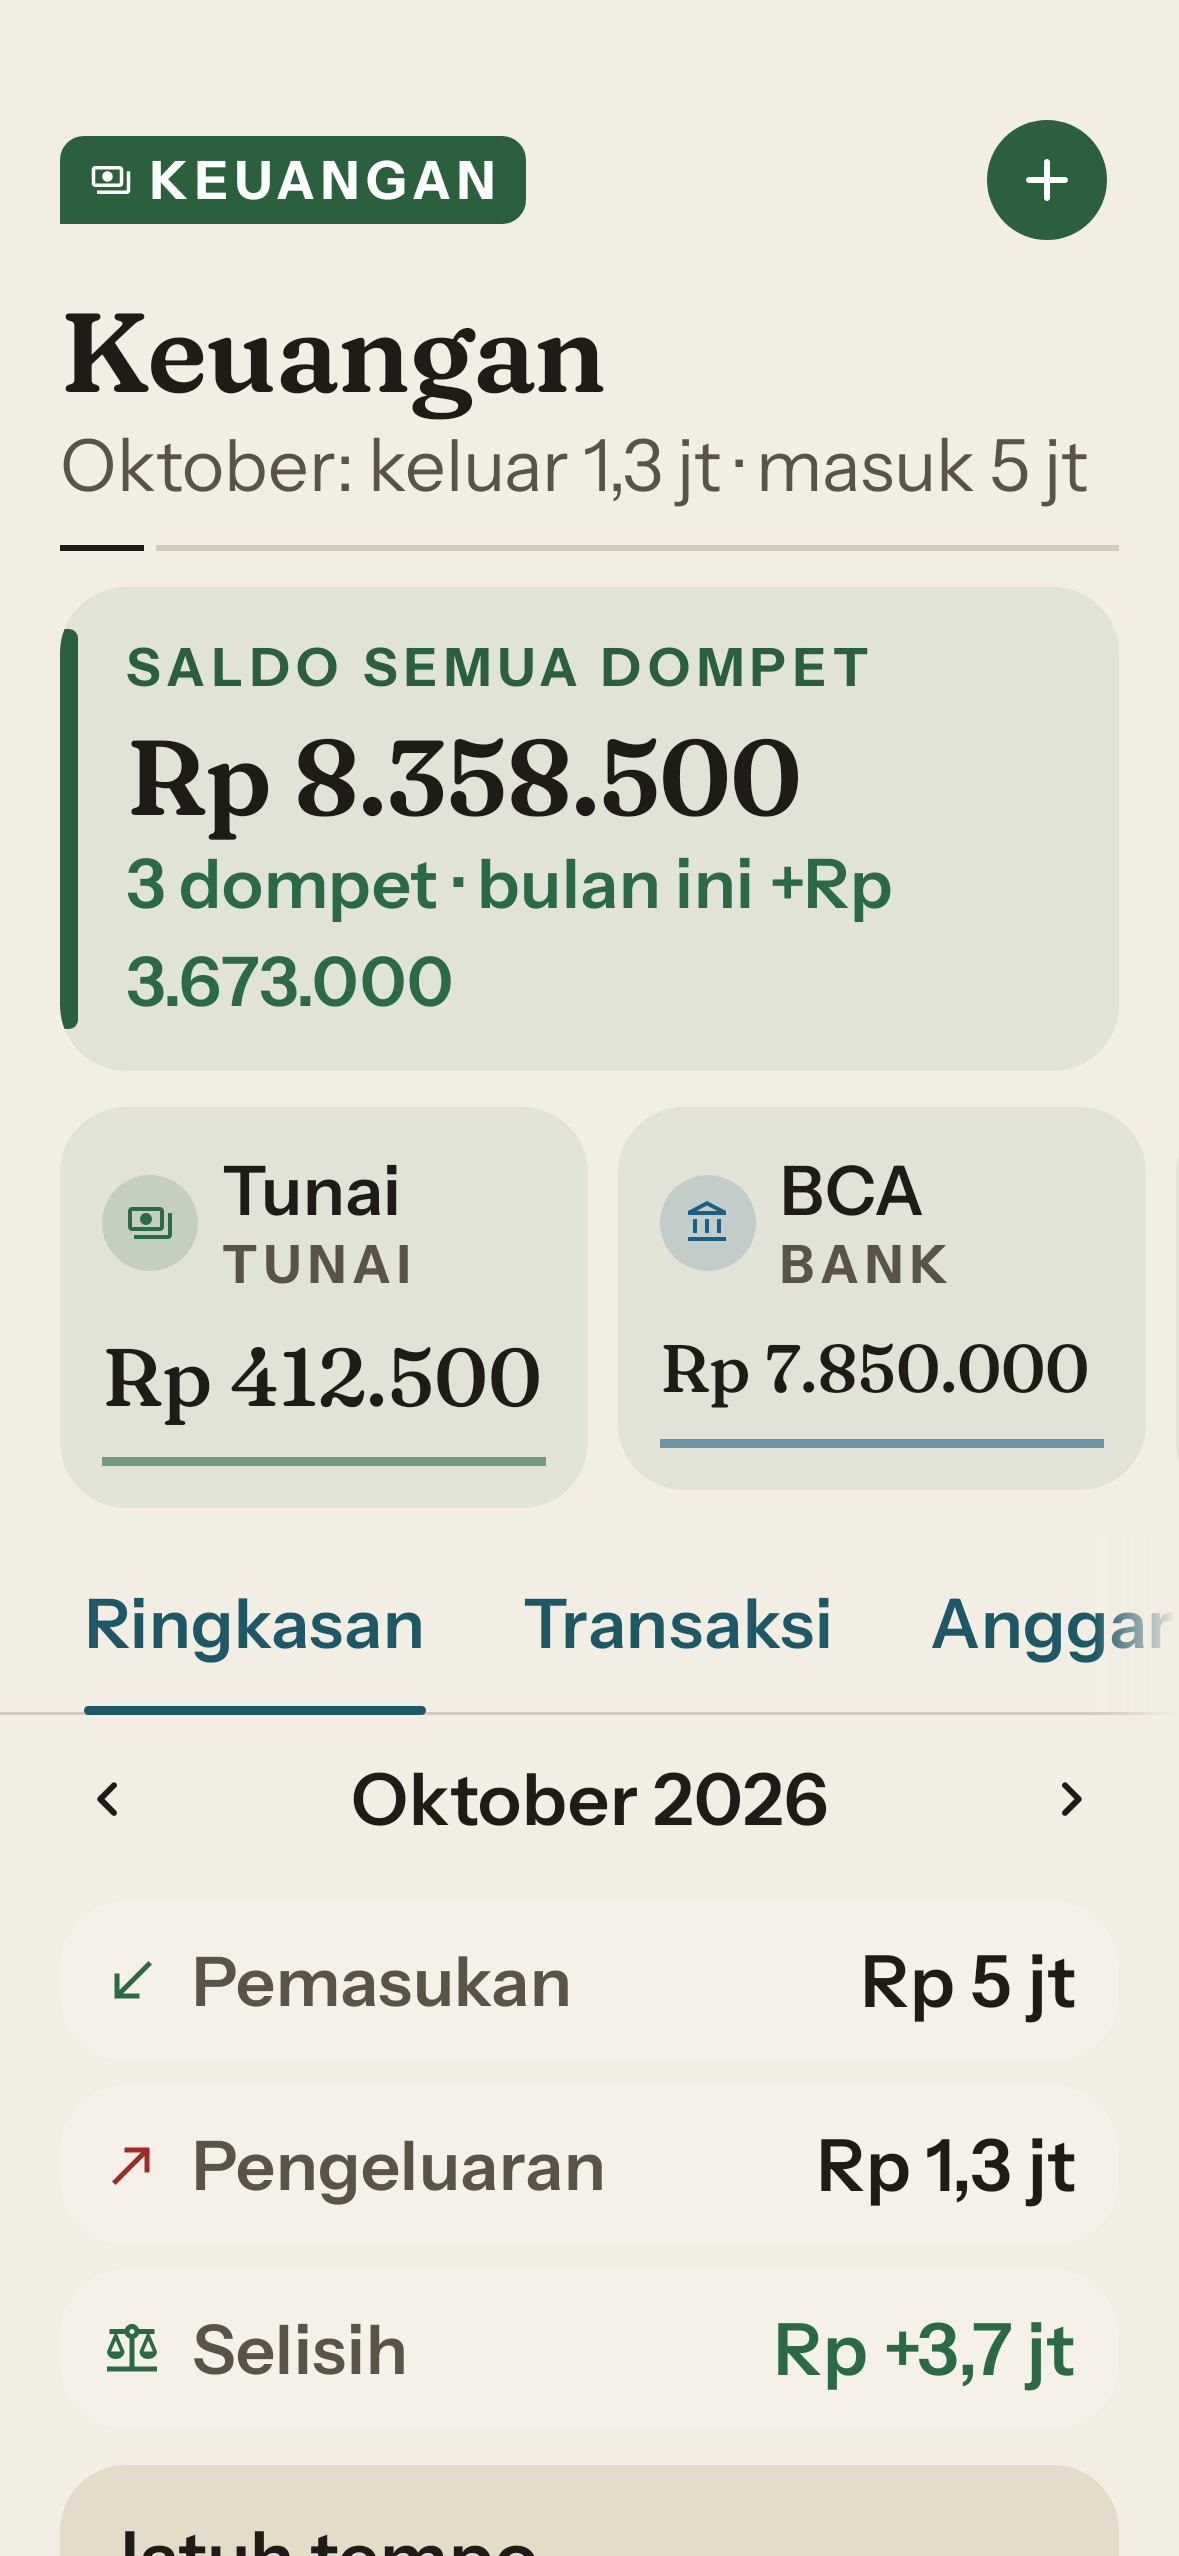 KEUANGAN
Keuangan
Oktober: keluar 1,3 jt · masuk 5 jt
SALDO SEMUA DOMPET
Rp 8.358.500
3 dompet · bulan ini +Rp
3.673.000
Tunai
TUNAI
Rp 412.500
BCA
BANK
Rp 7.850.000
Ringkasan Transaksi Anggar
Oktober 2026
Pemasukan Rp 5 jt
Pengeluaran Rp 1,3 jt
Selisih Rp +3,7 jt
Jatuh tempo